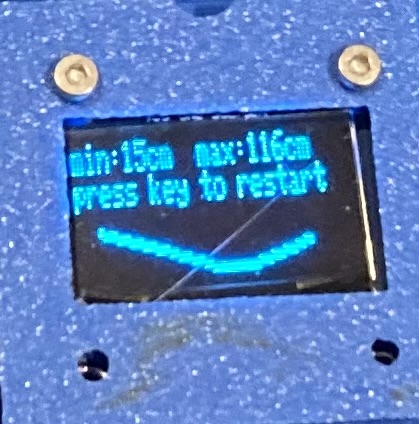 min:15cm max:116cm
press key to restart